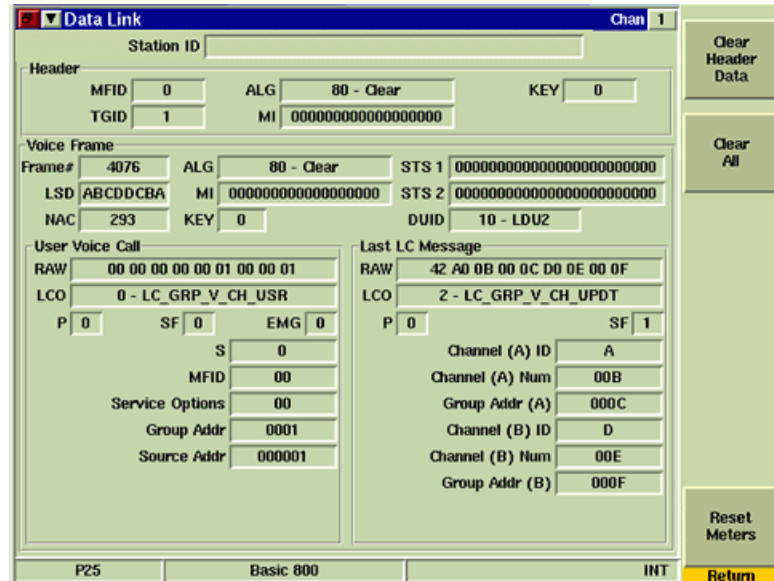 Data Link Chan 1
Station ID
Header
MFID 0 ALG 80 - Clear KEY 0
TGID 1 MI 000000000000000000
Voice Frame
Frame# 4076 ALG 80 - Clear STS 1 000000000000000000000000
LSD ABCDDCBA MI 000000000000000000 STS 2 000000000000000000000000
NAC 293 KEY 0 DUID 10 - LDU2
User Voice Call
RAW 00 00 00 00 00 01 00 00 01
LCO 0 - LC_GRP_V_CH_USR
P 0 SF 0 EMG 0
S 0
MFID 00
Service Options 00
Group Addr 0001
Source Addr 000001
Last LC Message
RAW 42 A0 0B 00 0C D0 0E 00 0F
LCO 2 - LC_GRP_V_CH_UPDT
P 0 SF 1
Channel (A) ID A
Channel (A) Num 00B
Group Addr (A) 000C
Channel (B) ID D
Channel (B) Num 00E
Group Addr (B) 000F
P25 Basic 800 INT
Clear
Header
Data
Clear
All
Reset
Meters
Return